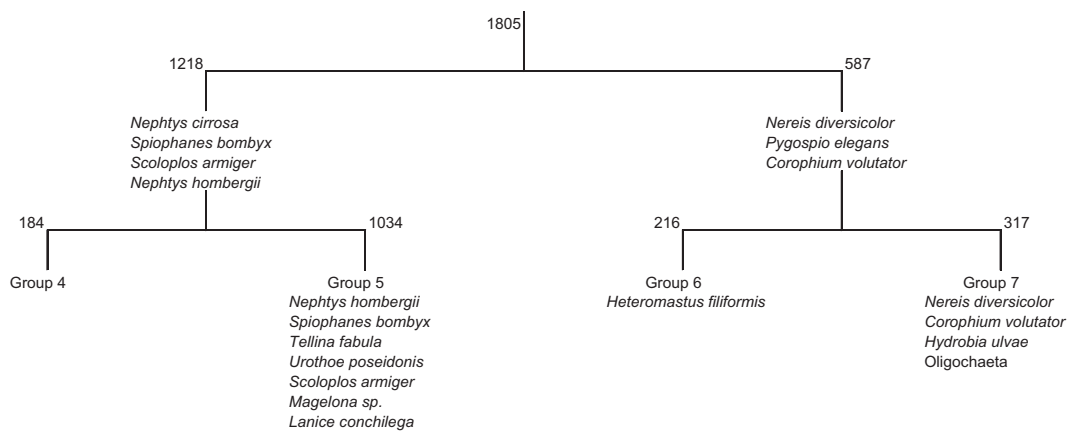 1805
1218
587
Nephtys cirrosa
Spiophanes bombyx
Scoloplos armiger
Nephtys hombergii
Nereis diversicolor
Pygospio elegans
Corophium volutator
184
1034
216
317
Group 4
Group 5
Nephtys hombergii
Spiophanes bombyx
Tellina fabula
Urothoe poseidonis
Scoloplos armiger
Magelona sp.
Lanice conchilega
Group 6
Heteromastus filiformis
Group 7
Nereis diversicolor
Corophium volutator
Hydrobia ulvae
Oligochaeta